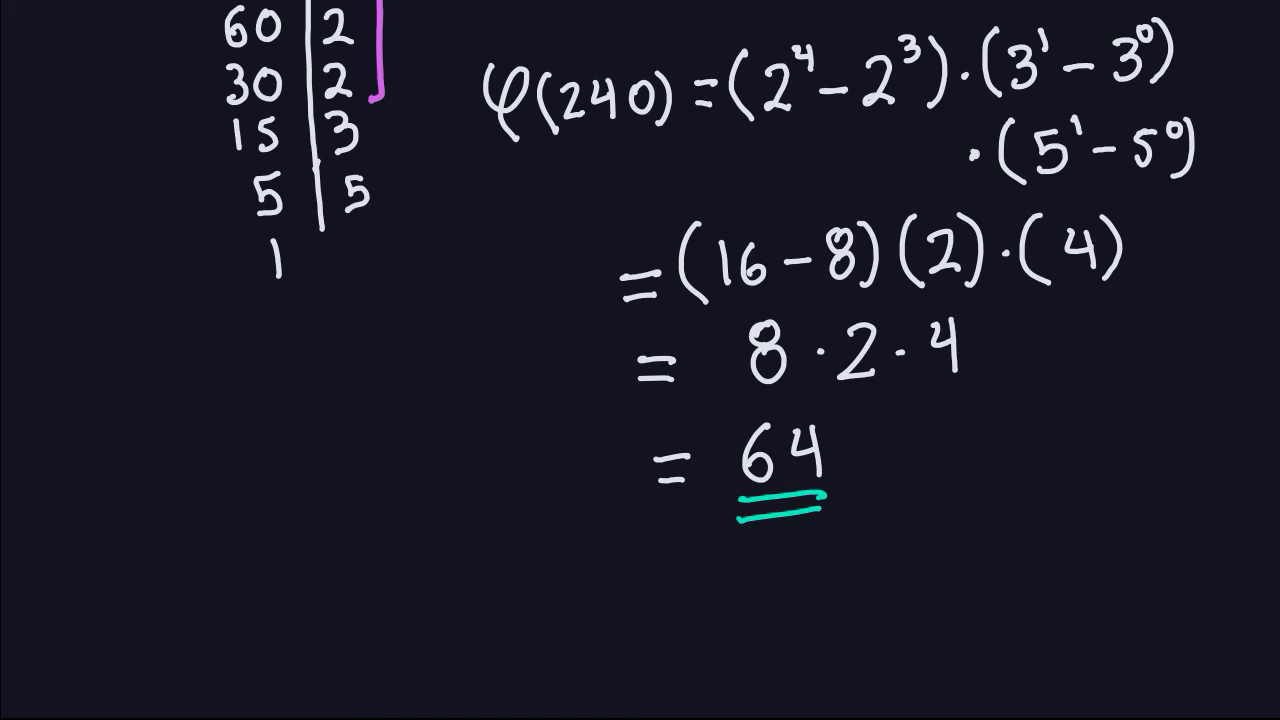 60 | 2
30 | 2
15 | 3
5 | 5
1
φ(240) = (2⁴ − 2³) · (3¹ − 3⁰)
· (5¹ − 5⁰)
= (16 − 8) (2) · (4)
= 8 · 2 · 4
= 64